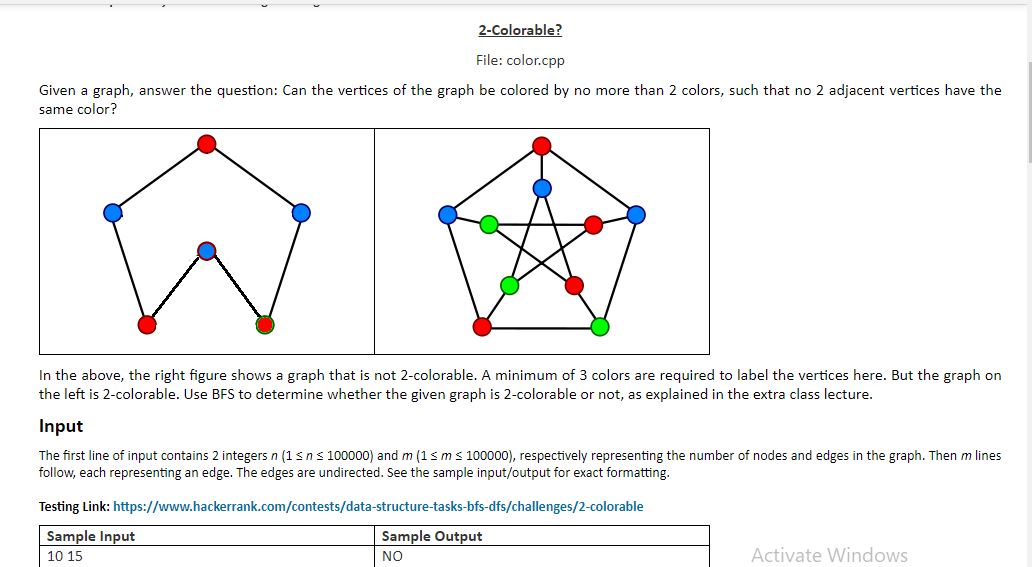 2-Colorable?
File: color.cpp
Given a graph, answer the question: Can the vertices of the graph be colored by no more than 2 colors, such that no 2 adjacent vertices have the
same color?
In the above, the right figure shows a graph that is not 2-colorable. A minimum of 3 colors are required to label the vertices here. But the graph on
the left is 2-colorable. Use BFS to determine whether the given graph is 2-colorable or not, as explained in the extra class lecture.
Input
The first line of input contains 2 integers n (1 ≤ n ≤ 100000) and m (1 ≤ m ≤ 100000), respectively representing the number of nodes and edges in the graph. Then m lines
follow, each representing an edge. The edges are undirected. See the sample input/output for exact formatting.
Testing Link: https://www.hackerrank.com/contests/data-structure-tasks-bfs-dfs/challenges/2-colorable
Sample Input Sample Output
10 15 NO
Activate Windows